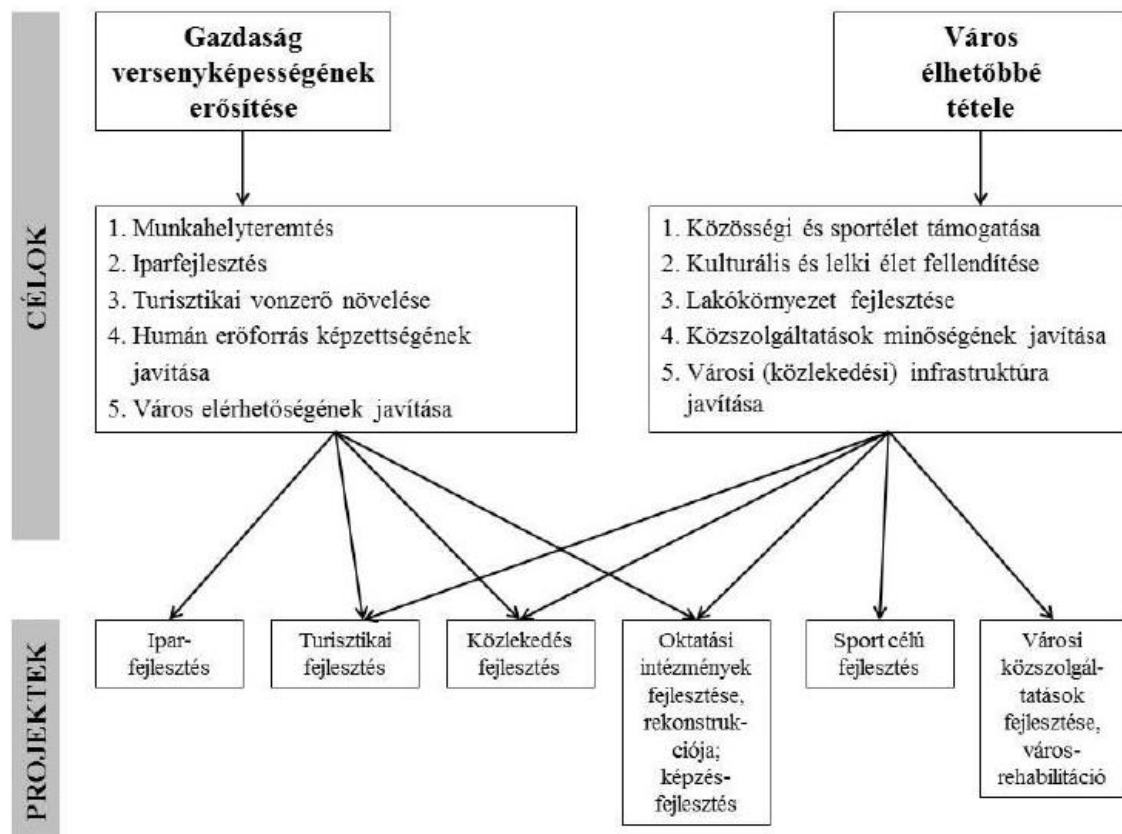 CÉLOK
Gazdaság
versenyképességének
erősítése
Város
élhetőbbé
tétele
1. Munkahelyteremtés
2. Iparfejlesztés
3. Turisztikai vonzerő növelése
4. Humán erőforrás képzettségének
javítása
5. Város elérhetőségének javítása
1. Közösségi és sportélet támogatása
2. Kulturális és lelki élet fellendítése
3. Lakókörnyezet fejlesztése
4. Közszolgáltatások minőségének javítása
5. Városi (közlekedési) infrastruktúra
javítása
PROJEKTEK
Ipar-
fejlesztés
Turisztikai
fejlesztés
Közlekedés
fejlesztés
Oktatási
intézmények
fejlesztése,
rekonstruk-
ciója;
képzés-
fejlesztés
Sport célú
fejlesztés
Városi
közszolgál-
tatások
fejlesztése,
város-
rehabilitáció